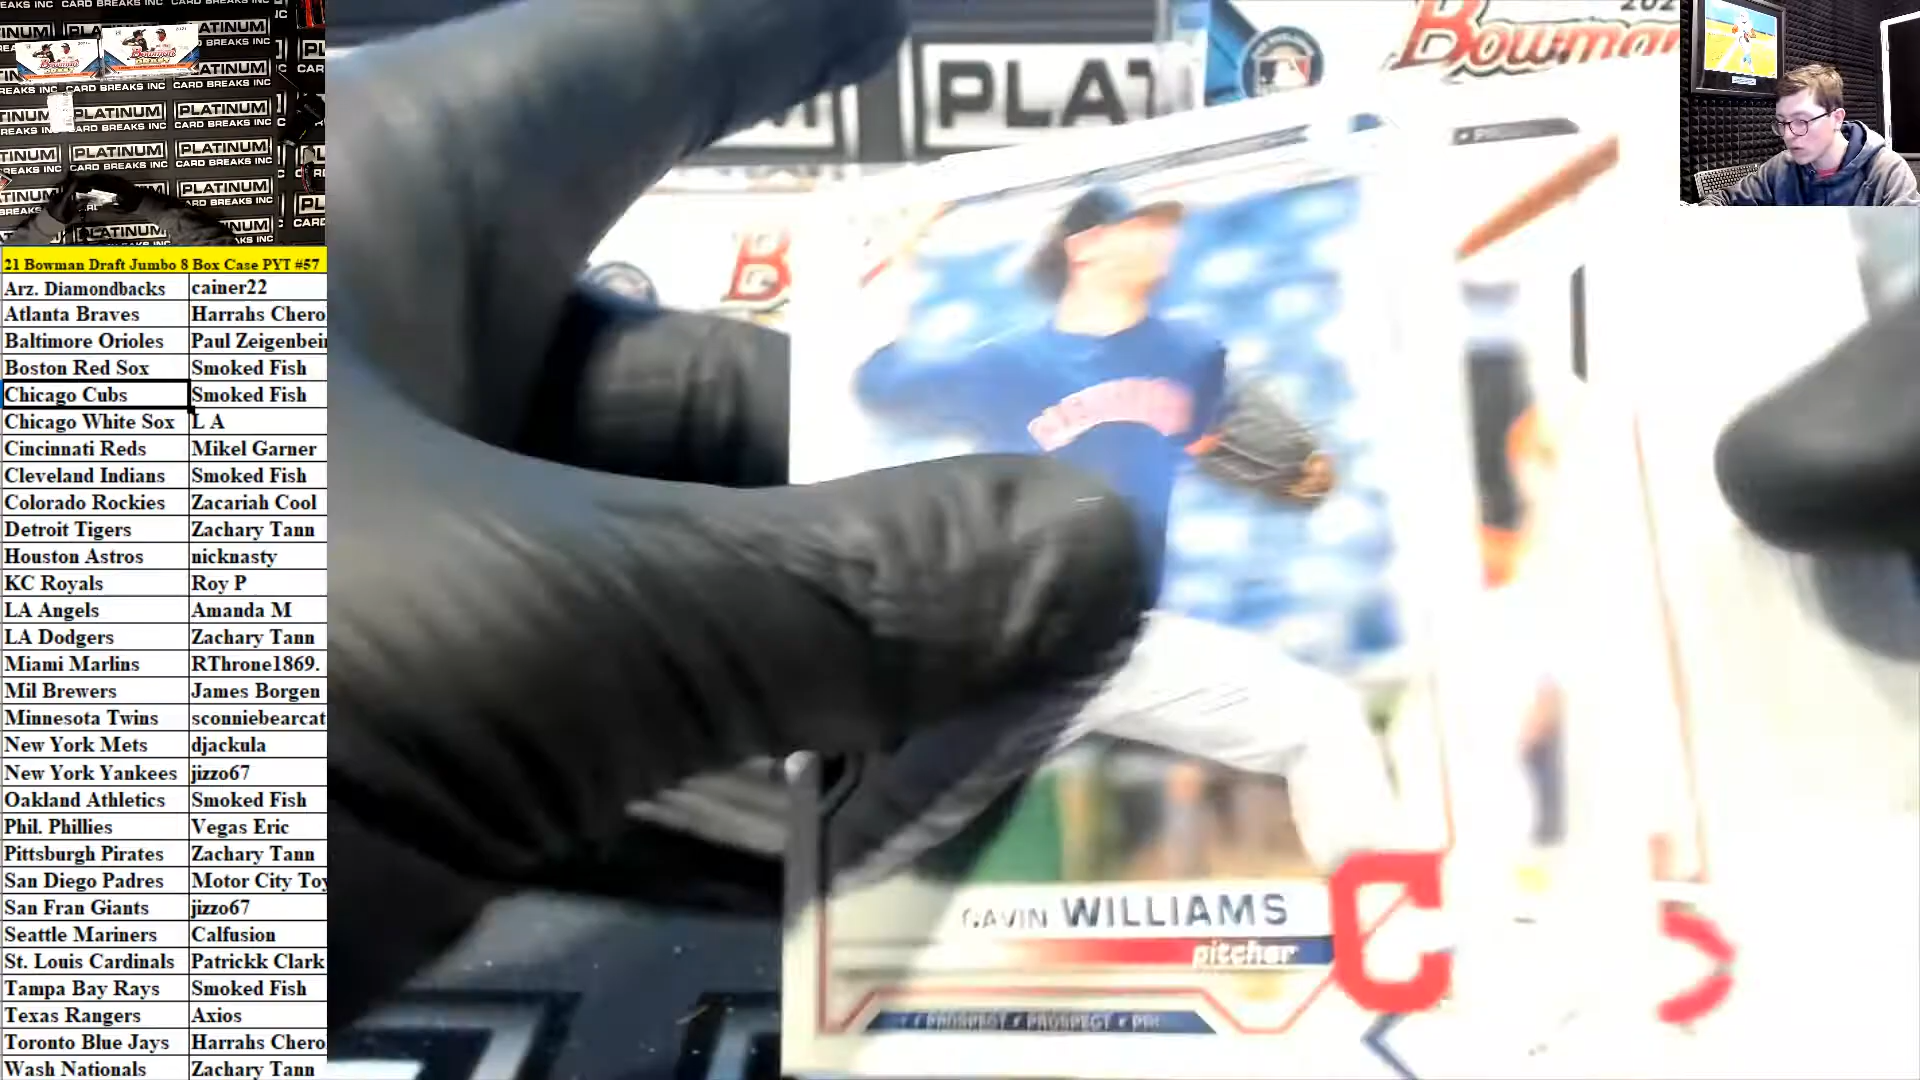 PLATINUM
CARD BREAKS INC
Bowman
21 Bowman Draft Jumbo 8 Box Case PYT #57
Arz. Diamondbacks cainer22
Atlanta Braves Harrahs Chero
Baltimore Orioles Paul Zeigenbei
Boston Red Sox Smoked Fish
Chicago Cubs Smoked Fish
Chicago White Sox L A
Cincinnati Reds Mikel Garner
Cleveland Indians Smoked Fish
Colorado Rockies Zacariah Cool
Detroit Tigers Zachary Tann
Houston Astros nicknasty
KC Royals Roy P
LA Angels Amanda M
LA Dodgers Zachary Tann
Miami Marlins RThrone1869.
Mil Brewers James Borgen
Minnesota Twins sconniebearcat
New York Mets djackula
New York Yankees jizzo67
Oakland Athletics Smoked Fish
Phil. Phillies Vegas Eric
Pittsburgh Pirates Zachary Tann
San Diego Padres Motor City Toy
San Fran Giants jizzo67
Seattle Mariners Calfusion
St. Louis Cardinals Patrickk Clark
Tampa Bay Rays Smoked Fish
Texas Rangers Axios
Toronto Blue Jays Harrahs Chero
Wash Nationals Zachary Tann
PLAT
Bowman
GAVIN WILLIAMS
pitcher
C
PROSPECT PROSPECT